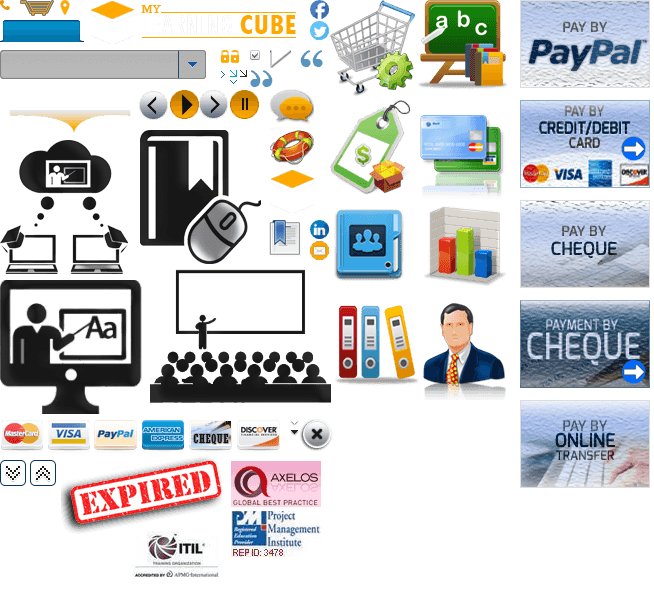 MY
CUBE
a b c
$
Aa
PAY BY
PayPal
PAY BY
CREDIT/DEBIT
CARD
MasterCard VISA DISCOVER
PAY BY
CHEQUE
PAYMENT BY
CHEQUE
PAY BY
ONLINE
TRANSFER
MasterCard VISA PayPal AMERICAN EXPRESS CHEQUE DISCOVER
EXPIRED
AXELOS
GLOBAL BEST PRACTICE
PM
Registered
Education
Provider
Project
Management
Institute
REP ID: 3478
ITIL
TRAINING ORGANIZATION
ACCREDITED BY APMG-International